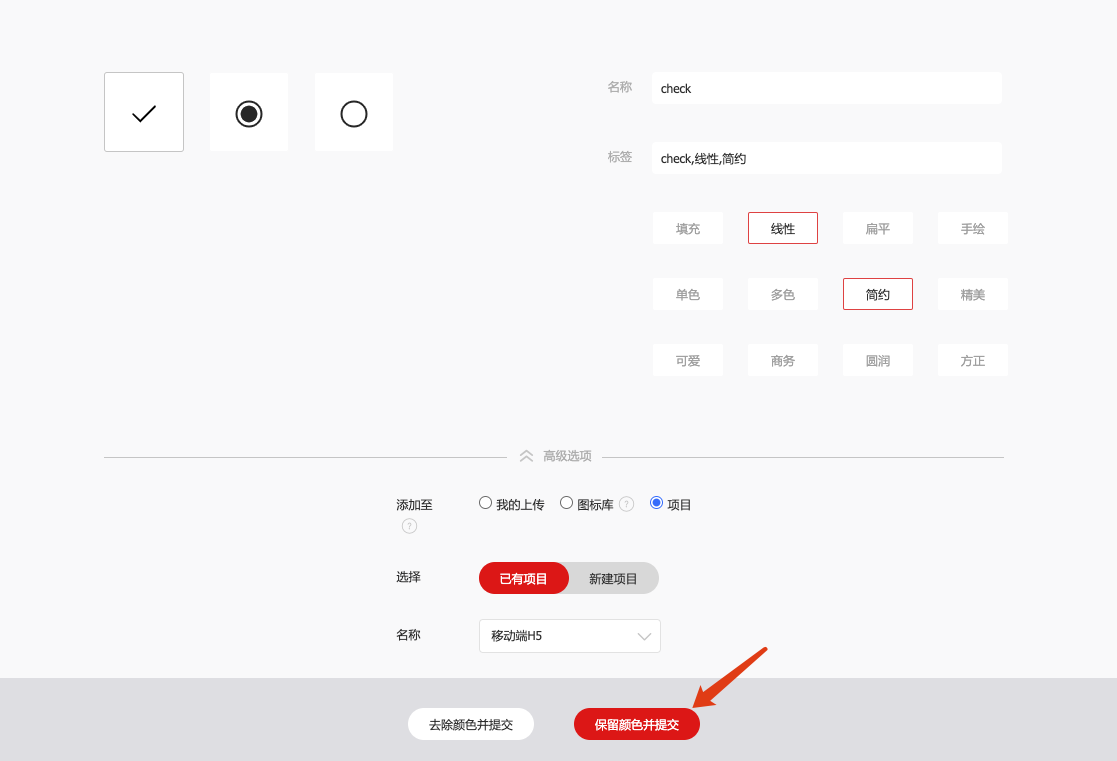 名称
check
标签
check,线性,简约
填充 线性 扁平 手绘
单色 多色 简约 精美
可爱 商务 圆润 方正
高级选项
添加至 我的上传 图标库 ? 项目
?
选择 已有项目 新建项目
名称 移动端H5
去除颜色并提交 保留颜色并提交